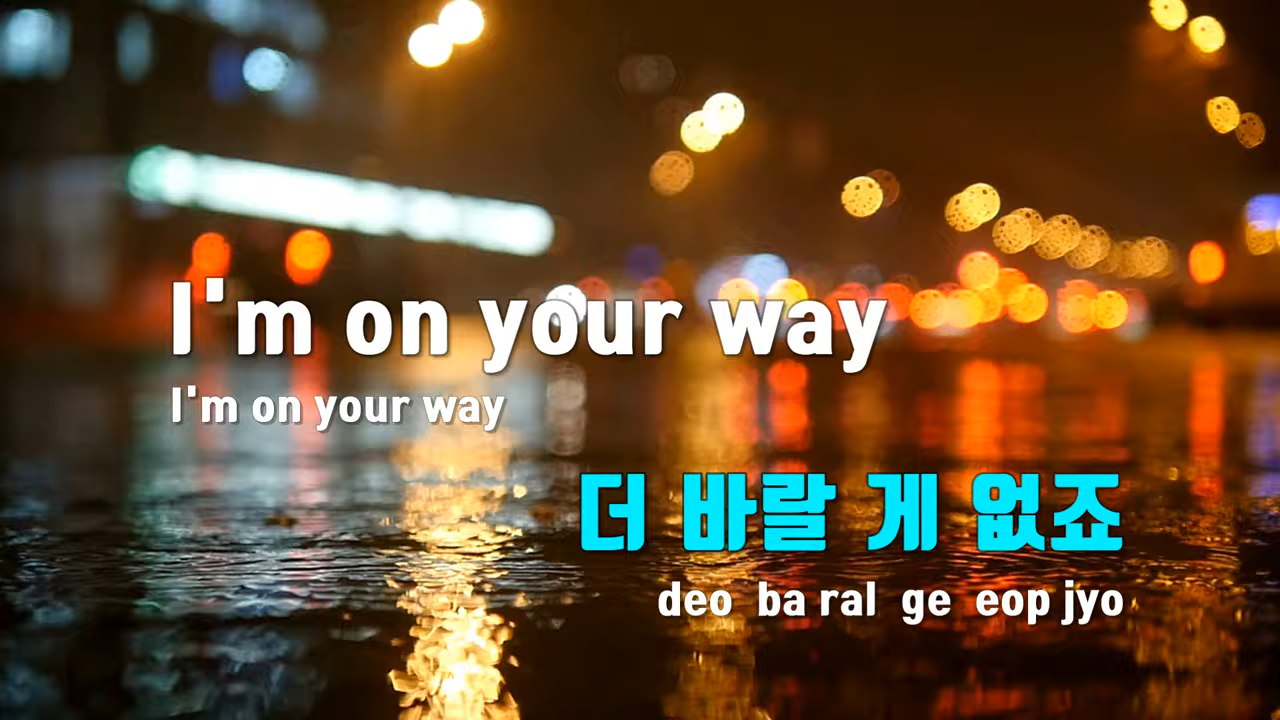 I'm on your way
I'm on your way
더 바랄 게 없죠
deo ba ral ge eop jyo